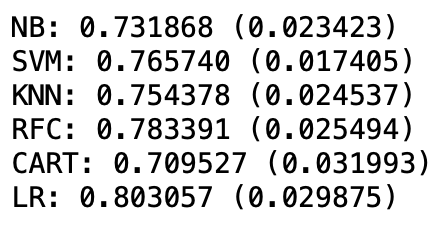 NB: 0.731868 (0.023423)
SVM: 0.765740 (0.017405)
KNN: 0.754378 (0.024537)
RFC: 0.783391 (0.025494)
CART: 0.709527 (0.031993)
LR: 0.803057 (0.029875)